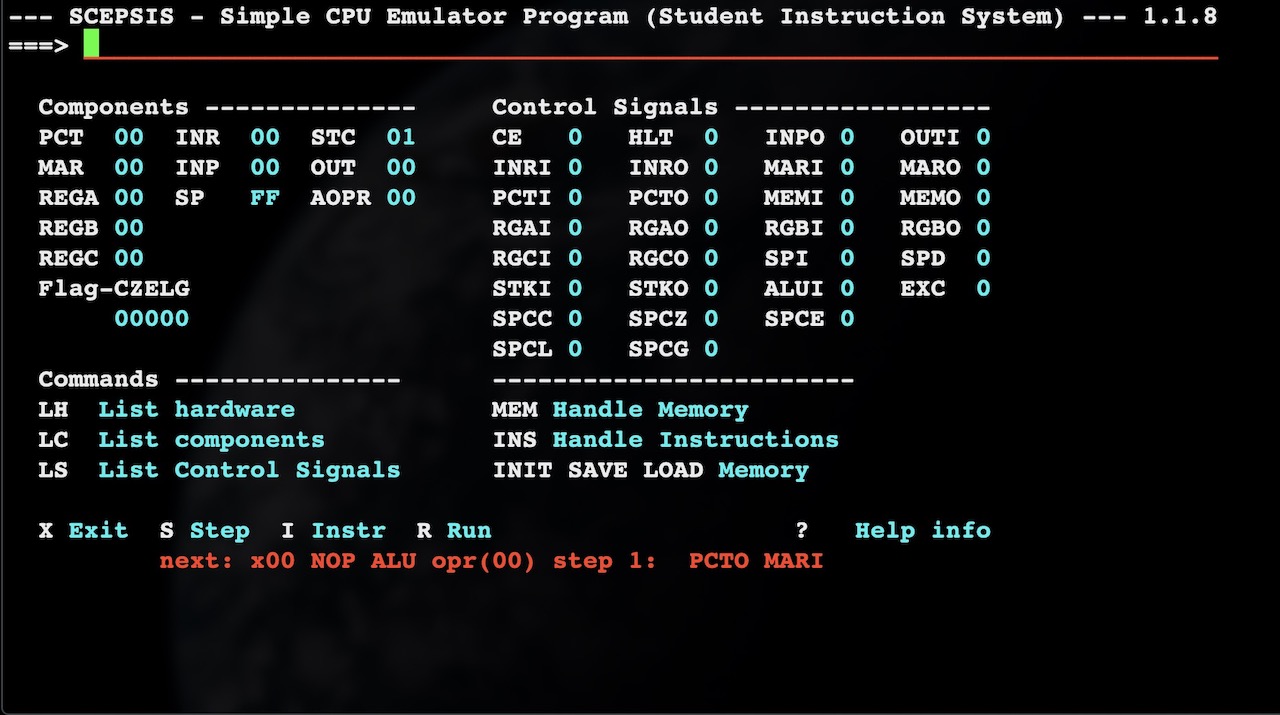 --- SCEPSIS - Simple CPU Emulator Program (Student Instruction System) --- 1.1.8
===>
Components -------------- Control Signals -----------------
PCT 00 INR 00 STC 01 CE 0 HLT 0 INPO 0 OUTI 0
MAR 00 INP 00 OUT 00 INRI 0 INRO 0 MARI 0 MARO 0
REGA 00 SP FF AOPR 00 PCTI 0 PCTO 0 MEMI 0 MEMO 0
REGB 00 RGAI 0 RGAO 0 RGBI 0 RGBO 0
REGC 00 RGCI 0 RGCO 0 SPI 0 SPD 0
Flag-CZELG STKI 0 STKO 0 ALUI 0 EXC 0
00000 SPCC 0 SPCZ 0 SPCE 0
SPCL 0 SPCG 0
Commands --------------- ------------------------
LH List hardware MEM Handle Memory
LC List components INS Handle Instructions
LS List Control Signals INIT SAVE LOAD Memory
X Exit S Step I Instr R Run ? Help info
next: x00 NOP ALU opr(00) step 1: PCTO MARI